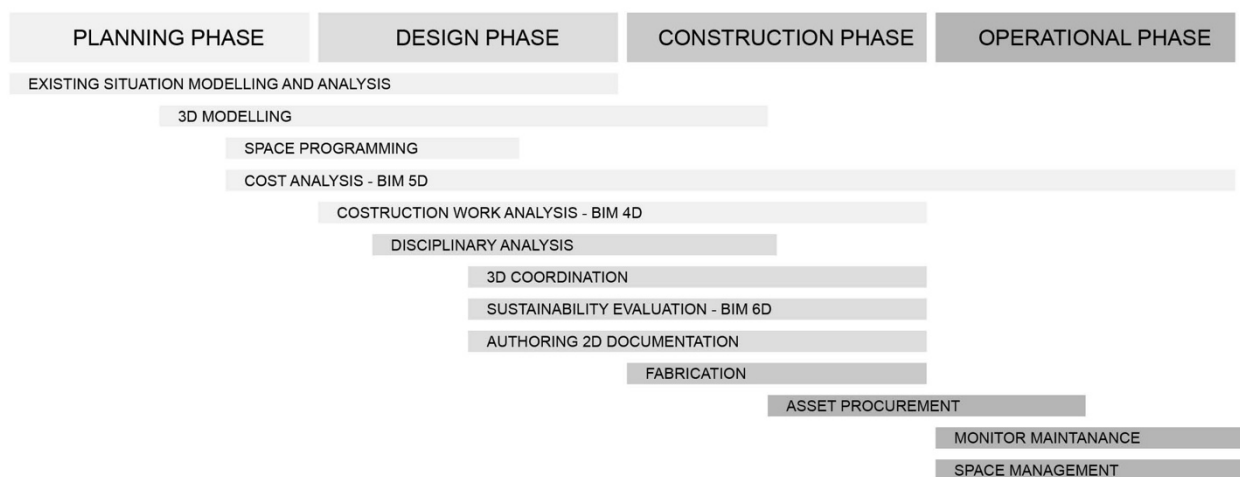 PLANNING PHASE
DESIGN PHASE
CONSTRUCTION PHASE
OPERATIONAL PHASE
EXISTING SITUATION MODELLING AND ANALYSIS
3D MODELLING
SPACE PROGRAMMING
COST ANALYSIS - BIM 5D
COSTRUCTION WORK ANALYSIS - BIM 4D
DISCIPLINARY ANALYSIS
3D COORDINATION
SUSTAINABILITY EVALUATION - BIM 6D
AUTHORING 2D DOCUMENTATION
FABRICATION
ASSET PROCUREMENT
MONITOR MAINTANANCE
SPACE MANAGEMENT